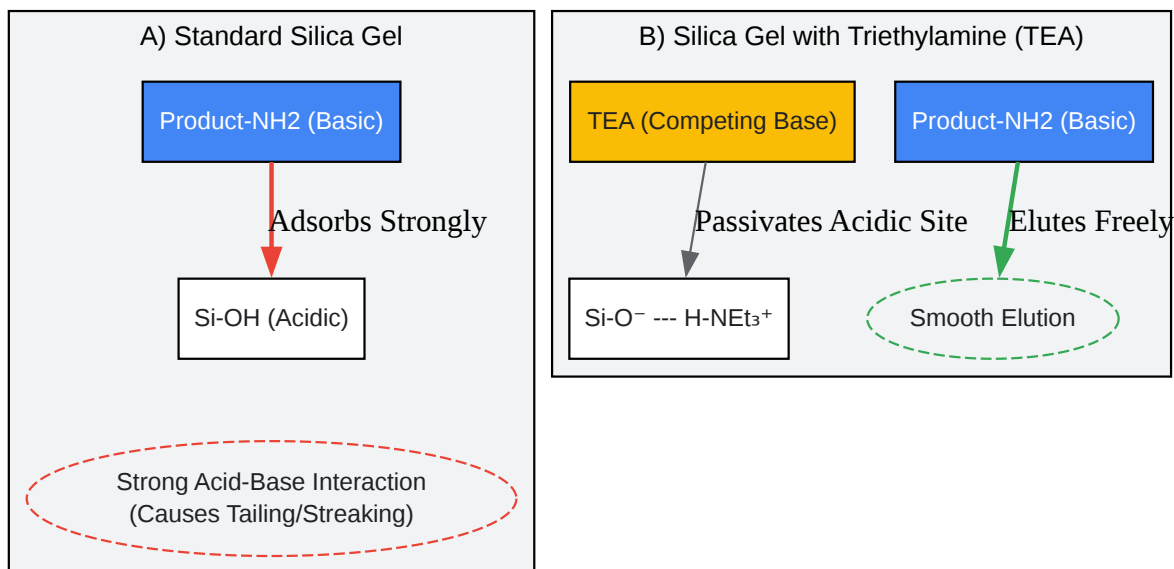 A) Standard Silica Gel
Product-NH2 (Basic)
Adsorbs Strongly
Si-OH (Acidic)
Strong Acid-Base Interaction
(Causes Tailing/Streaking)
B) Silica Gel with Triethylamine (TEA)
TEA (Competing Base)
Product-NH2 (Basic)
Passivates Acidic Site
Elutes Freely
Si-O⁻ --- H-NEt₃⁺
Smooth Elution